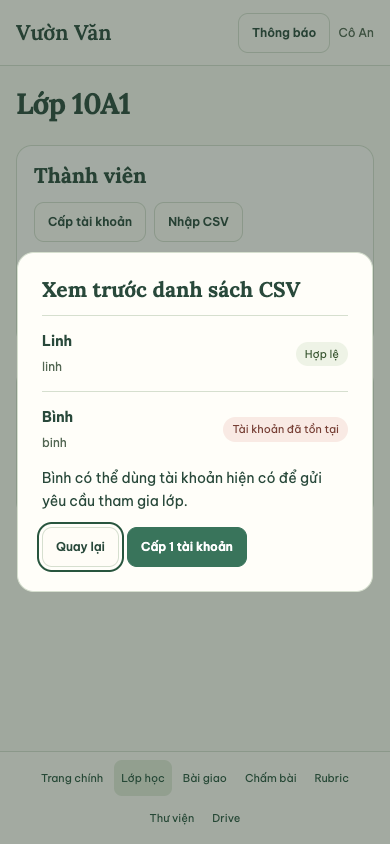 Vườn Văn
Thông báo
Cô An
Lớp 10A1
Thành viên
Cấp tài khoản
Nhập CSV
Xem trước danh sách CSV
Linh
linh
Hợp lệ
Bình
binh
Tài khoản đã tồn tại
Bình có thể dùng tài khoản hiện có để gửi
yêu cầu tham gia lớp.
Quay lại
Cấp 1 tài khoản
Trang chính
Lớp học
Bài giao
Chấm bài
Rubric
Thư viện
Drive